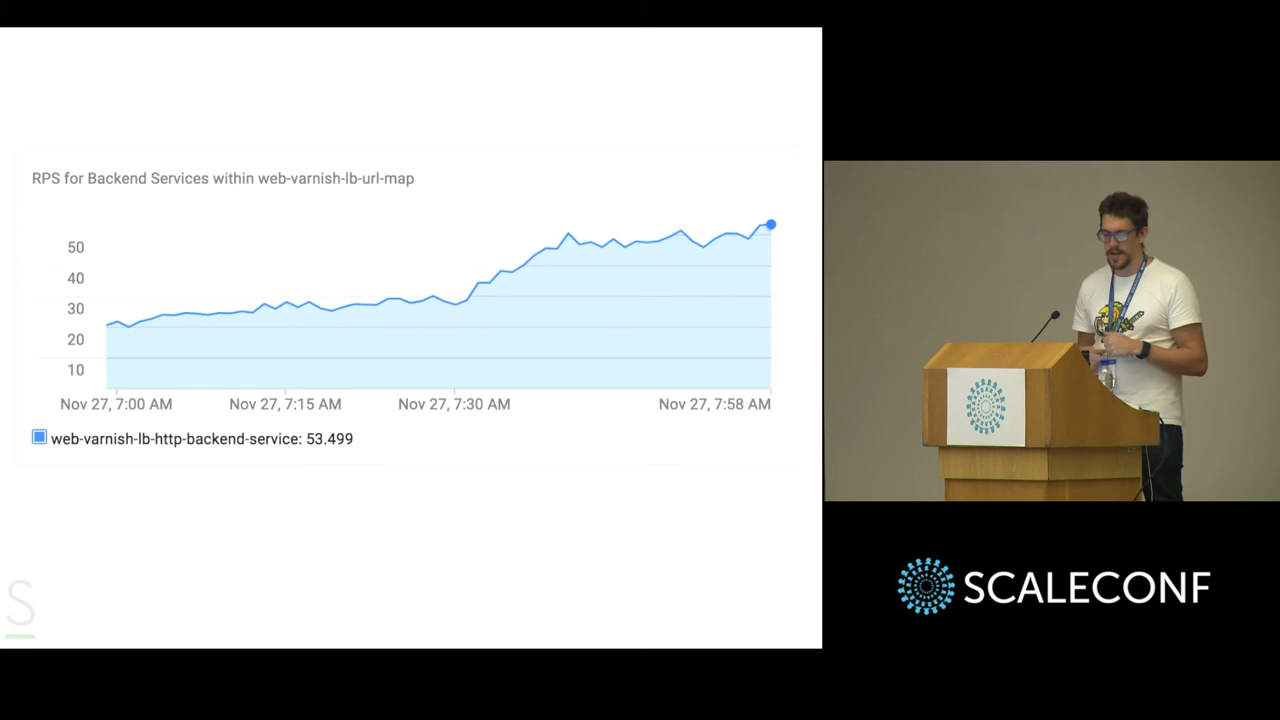 RPS for Backend Services within web-varnish-lb-url-map
50
40
30
20
10
Nov 27, 7:00 AM
Nov 27, 7:15 AM
Nov 27, 7:30 AM
Nov 27, 7:58 AM
web-varnish-lb-http-backend-service: 53.499
S
SCALECONF